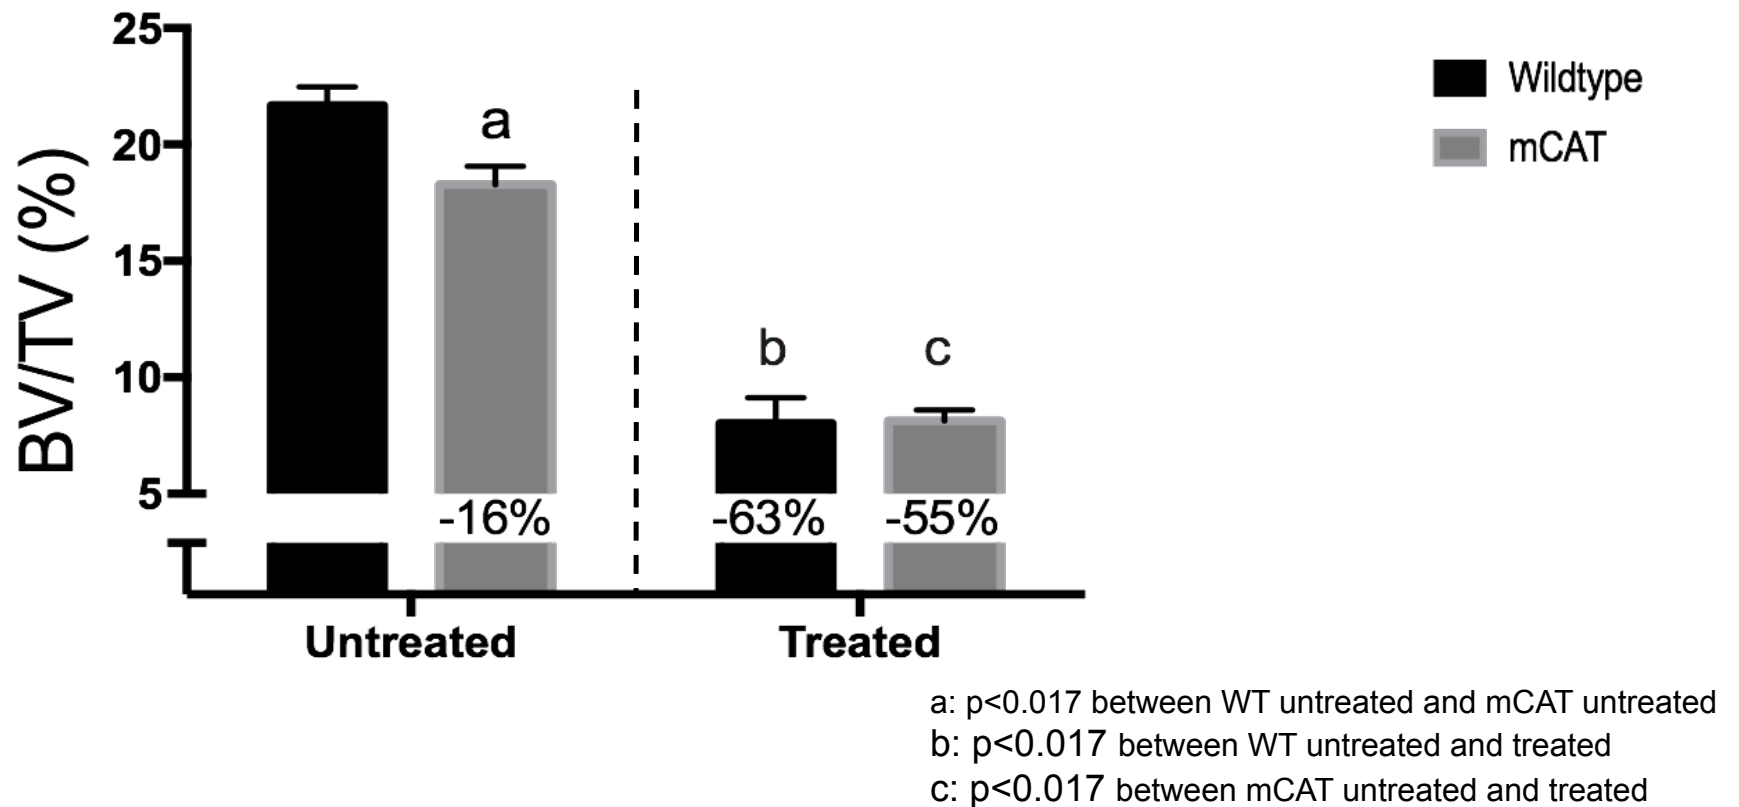 25
Wildtype
a
20
mCAT
BV/TV (%)
15
b
c
10
5
-16%
-63%
-55%
Untreated
Treated
a: p<0.017 between WT untreated and mCAT untreated
b: p<0.017 between WT untreated and treated
c: p<0.017 between mCAT untreated and treated